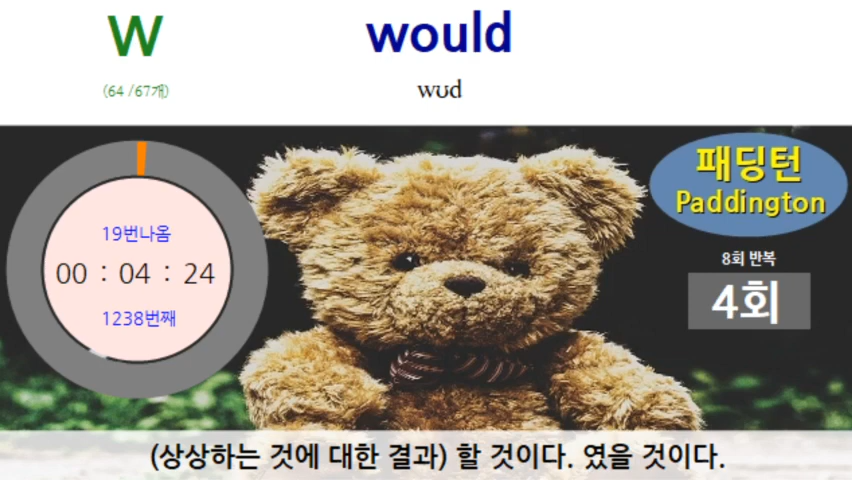 W
would
(64 /67개)
wʊd
패딩턴
Paddington
19번나옴
00 : 04 : 24
1238번째
8회 반복
4회
(상상하는 것에 대한 결과) 할 것이다. 였을 것이다.